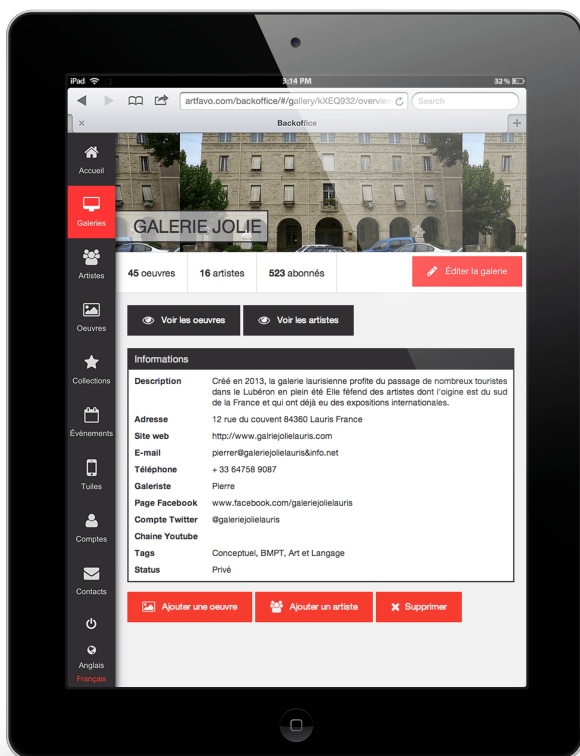 iPad
3:14 PM
32 %
artfavo.com/backoffice/#/gallery/kXEQ932/overview
Search
Backoffice
Accueil
Galeries
Artistes
Oeuvres
Collections
Évènements
Tuiles
Comptes
Contacts
Anglais
Français
GALERIE JOLIE
45 oeuvres 16 artistes 523 abonnés
Éditer la galerie
Voir les oeuvres Voir les artistes
Informations
Description Créé en 2013, la galerie laurisienne profite du passage de nombreux touristes
dans le Lubéron en plein été Elle féfend des artistes dont l'oigine est du sud
de la France et qui ont déjà eu des expositions internationales.
Adresse 12 rue du couvent 84360 Lauris France
Site web http://www.galriejolielauris.com
E-mail pierrer@galeriejolielauris&info.net
Téléphone + 33 64758 9087
Galeriste Pierre
Page Facebook www.facebook.com/galeriejolielauris
Compte Twitter @galeriejolielauris
Chaine Youtube
Tags Conceptuel, BMPT, Art et Langage
Status Privé
Ajouter une oeuvre Ajouter un artiste Supprimer